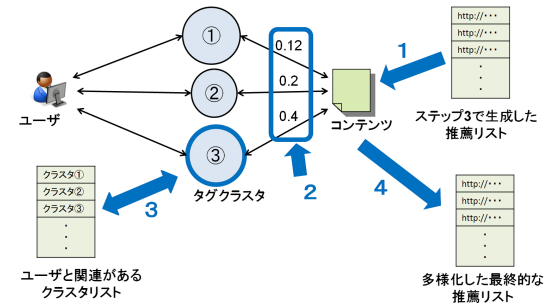 ①
②
③
0.12
0.2
0.4
ユーザ
タグクラスタ
コンテンツ
1
2
3
4
http://・・・
http://・・・
http://・・・
・
・
・
ステップ3で生成した
推薦リスト
クラスタ①
クラスタ②
クラスタ③
・
・
・
ユーザと関連がある
クラスタリスト
http://・・・
http://・・・
http://・・・
・
・
・
多様化した最終的な
推薦リスト